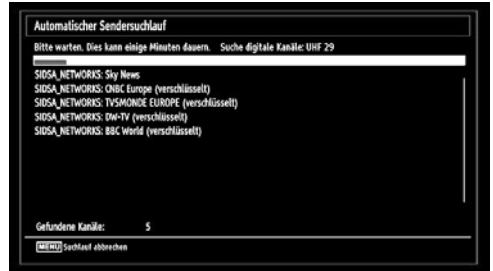 Automatischer Sendersuchlauf
Bitte warten. Dies kann einige Minuten dauern. Suche digitale Kanäle: UHF 29
SIDSA_NETWORKS: Sky News
SIDSA_NETWORKS: CNBC Europe (verschlüsselt)
SIDSA_NETWORKS: TV5MONDE EUROPE (verschlüsselt)
SIDSA_NETWORKS: DW-TV (verschlüsselt)
SIDSA_NETWORKS: BBC World (verschlüsselt)
Gefundene Kanäle: 5
MENU Suchlauf abbrechen